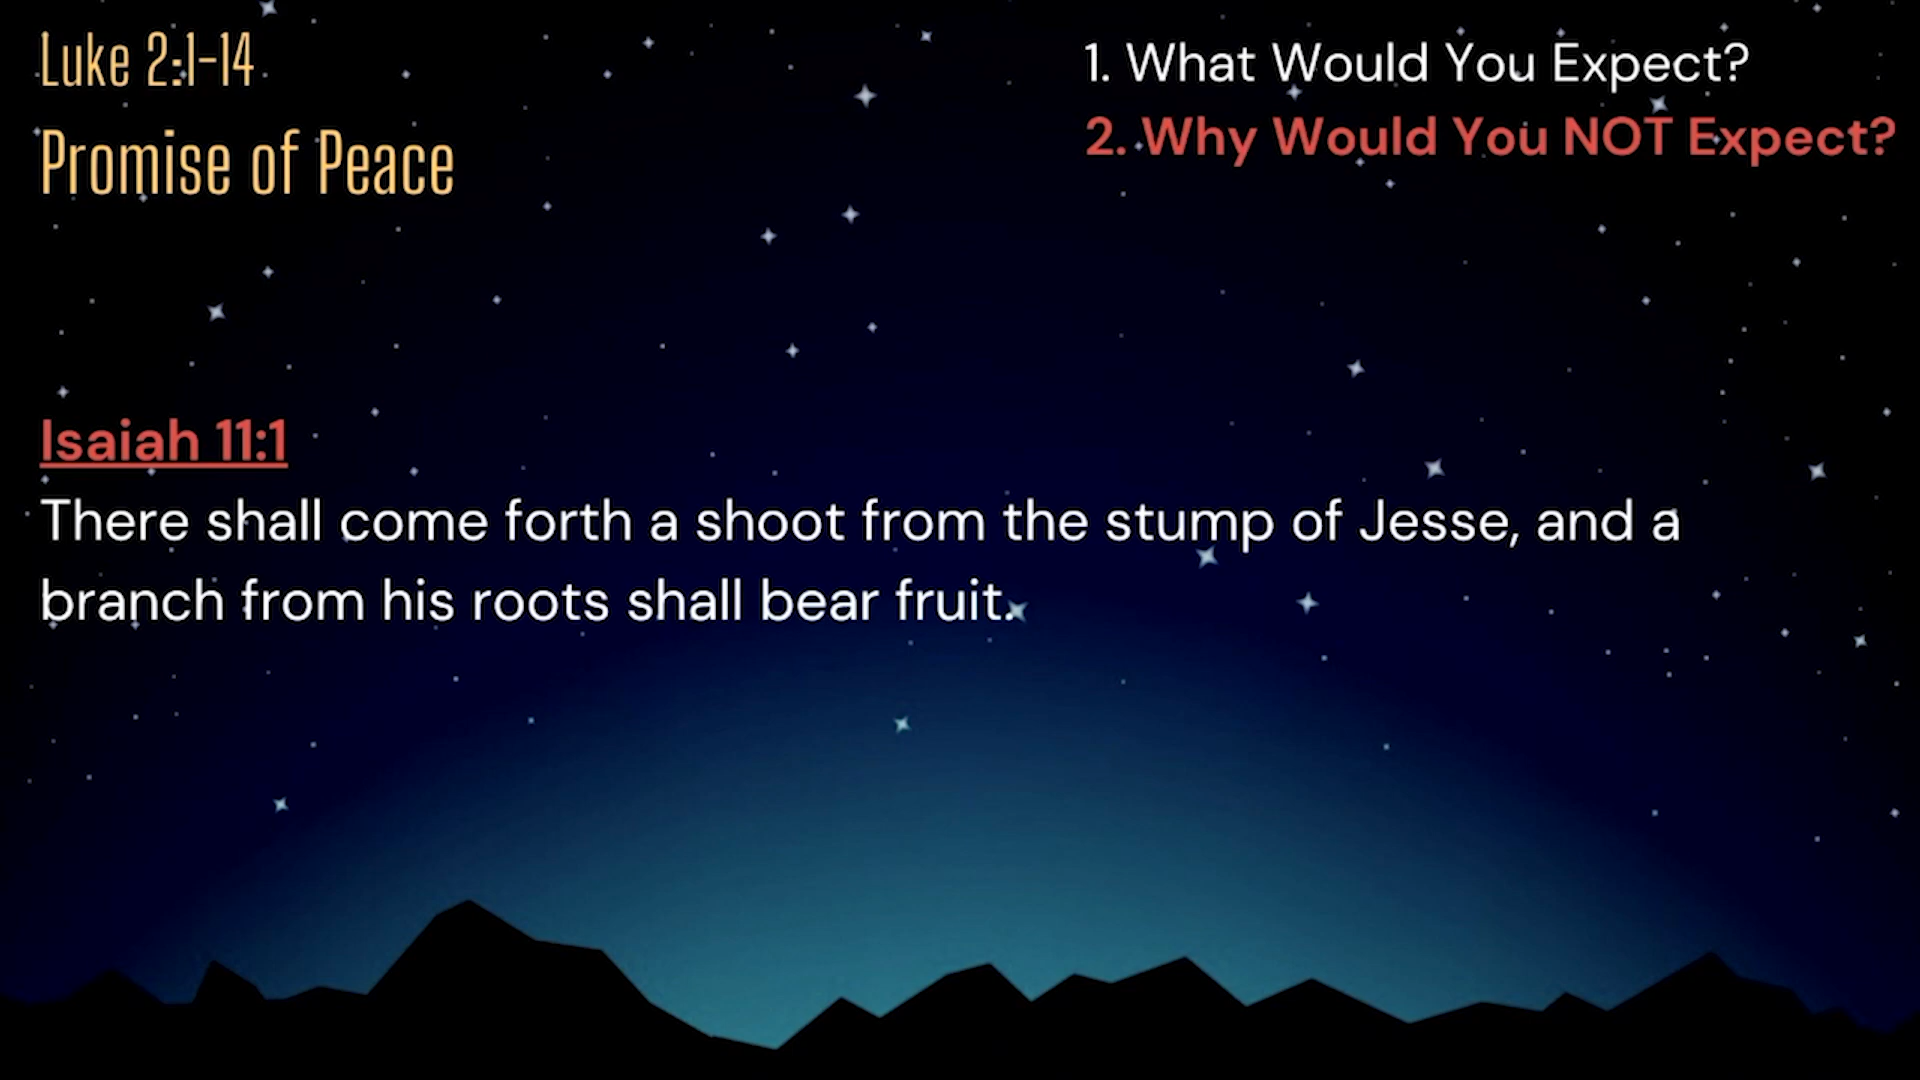 Luke 2:1-14
Promise of Peace
1. What Would You Expect?
2. Why Would You NOT Expect?
Isaiah 11:1
There shall come forth a shoot from the stump of Jesse, and a
branch from his roots shall bear fruit.